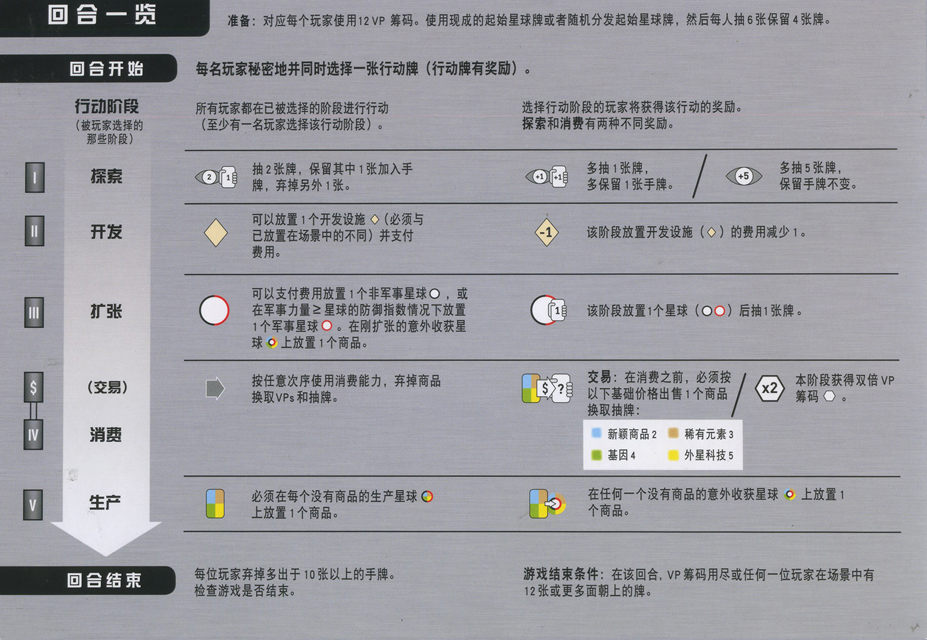 回合一览
准备：对应每个玩家使用12 VP 筹码。使用现成的起始星球牌或者随机分发起始星球牌，然后每人抽6张保留4张牌。
回合开始
每名玩家秘密地并同时选择一张行动牌（行动牌有奖励）。
行动阶段
（被玩家选择的
那些阶段）
所有玩家都在已被选择的阶段进行行动
（至少有一名玩家选择该行动阶段）。
选择行动阶段的玩家将获得该行动的奖励。
探索和消费有两种不同奖励。
I
探索
2
1
抽2张牌，保留其中1张加入手
牌，弃掉另外1张。
+1
+1
多抽1张牌，
多保留1张手牌。
+5
多抽5张牌，
保留手牌不变。
II
开发
可以放置1个开发设施（必须与
已放置在场景中的不同）并支付
费用。
-1
该阶段放置开发设施（）的费用减少1。
III
扩张
可以支付费用放置1个非军事星球，或
在军事力量≥星球的防御指数情况下放置
1个军事星球。在刚扩张的意外收获星
球上放置1个商品。
1
该阶段放置1个星球（）后抽1张牌。
$
（交易）
IV
消费
按任意次序使用消费能力，弃掉商品
换取VPs和抽牌。
$
?
交易：在消费之前，必须按
以下基础价格出售1个商品
换取抽牌：
新颖商品2 稀有元素3
基因4 外星科技5
x2
本阶段获得双倍VP
筹码。
V
生产
必须在每个没有商品的生产星球
上放置1个商品。
在任何一个没有商品的意外收获星球上放置1
个商品。
回合结束
每位玩家弃掉多出于10张以上的手牌。
检查游戏是否结束。
游戏结束条件：在该回合，VP筹码用尽或任何一位玩家在场景中有
12张或更多面朝上的牌。